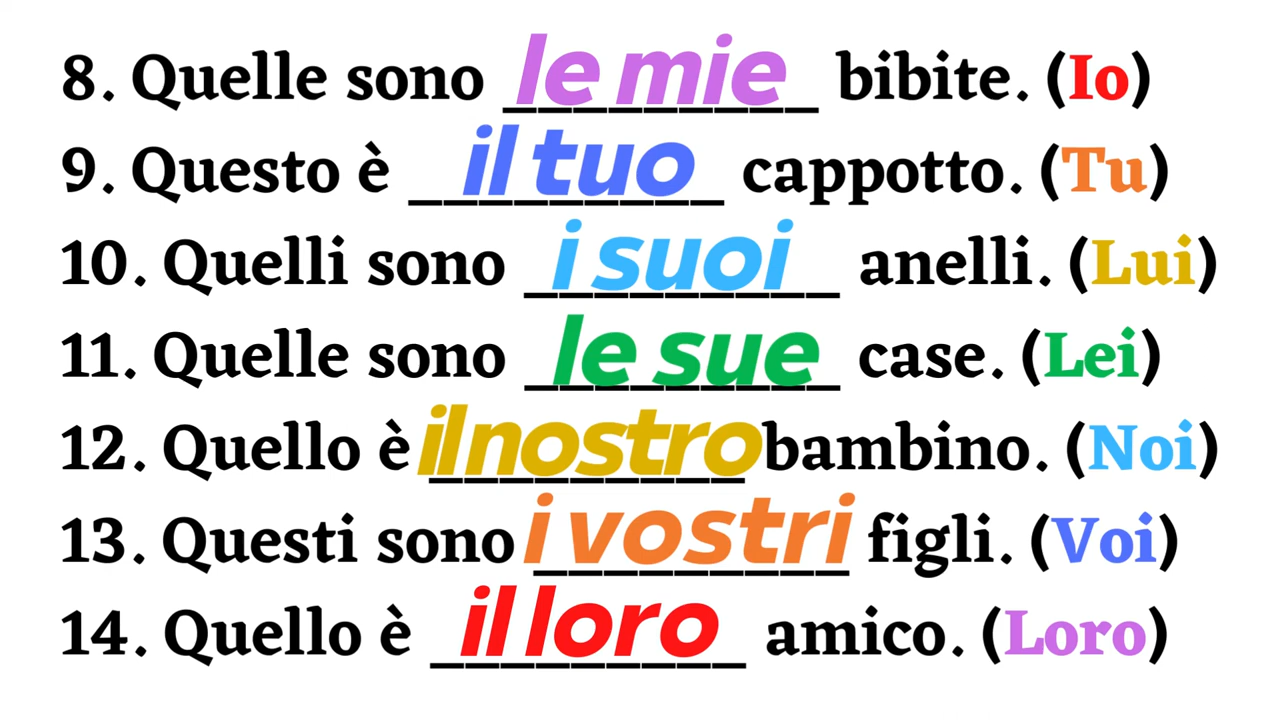 8. Quelle sono le mie bibite. (Io)
9. Questo è il tuo cappotto. (Tu)
10. Quelli sono i suoi anelli. (Lui)
11. Quelle sono le sue case. (Lei)
12. Quello è il nostro bambino. (Noi)
13. Questi sono i vostri figli. (Voi)
14. Quello è il loro amico. (Loro)